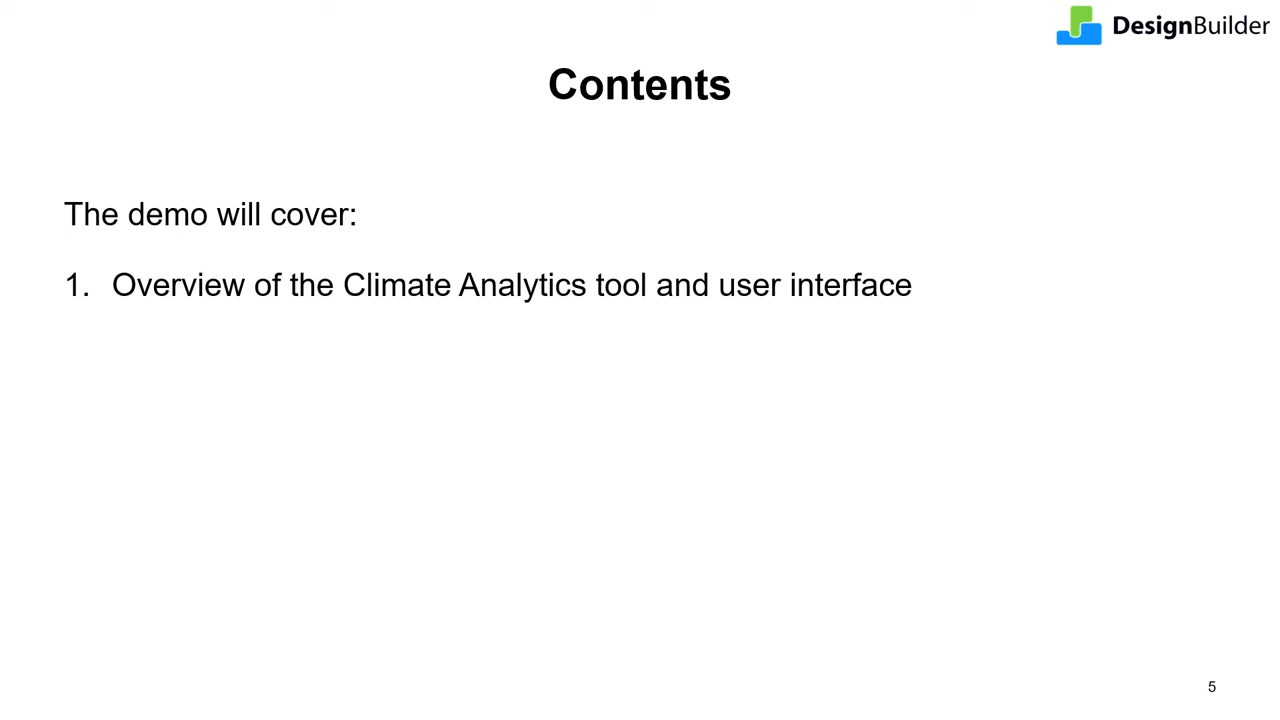 DesignBuilder
Contents
The demo will cover:
1. Overview of the Climate Analytics tool and user interface
5